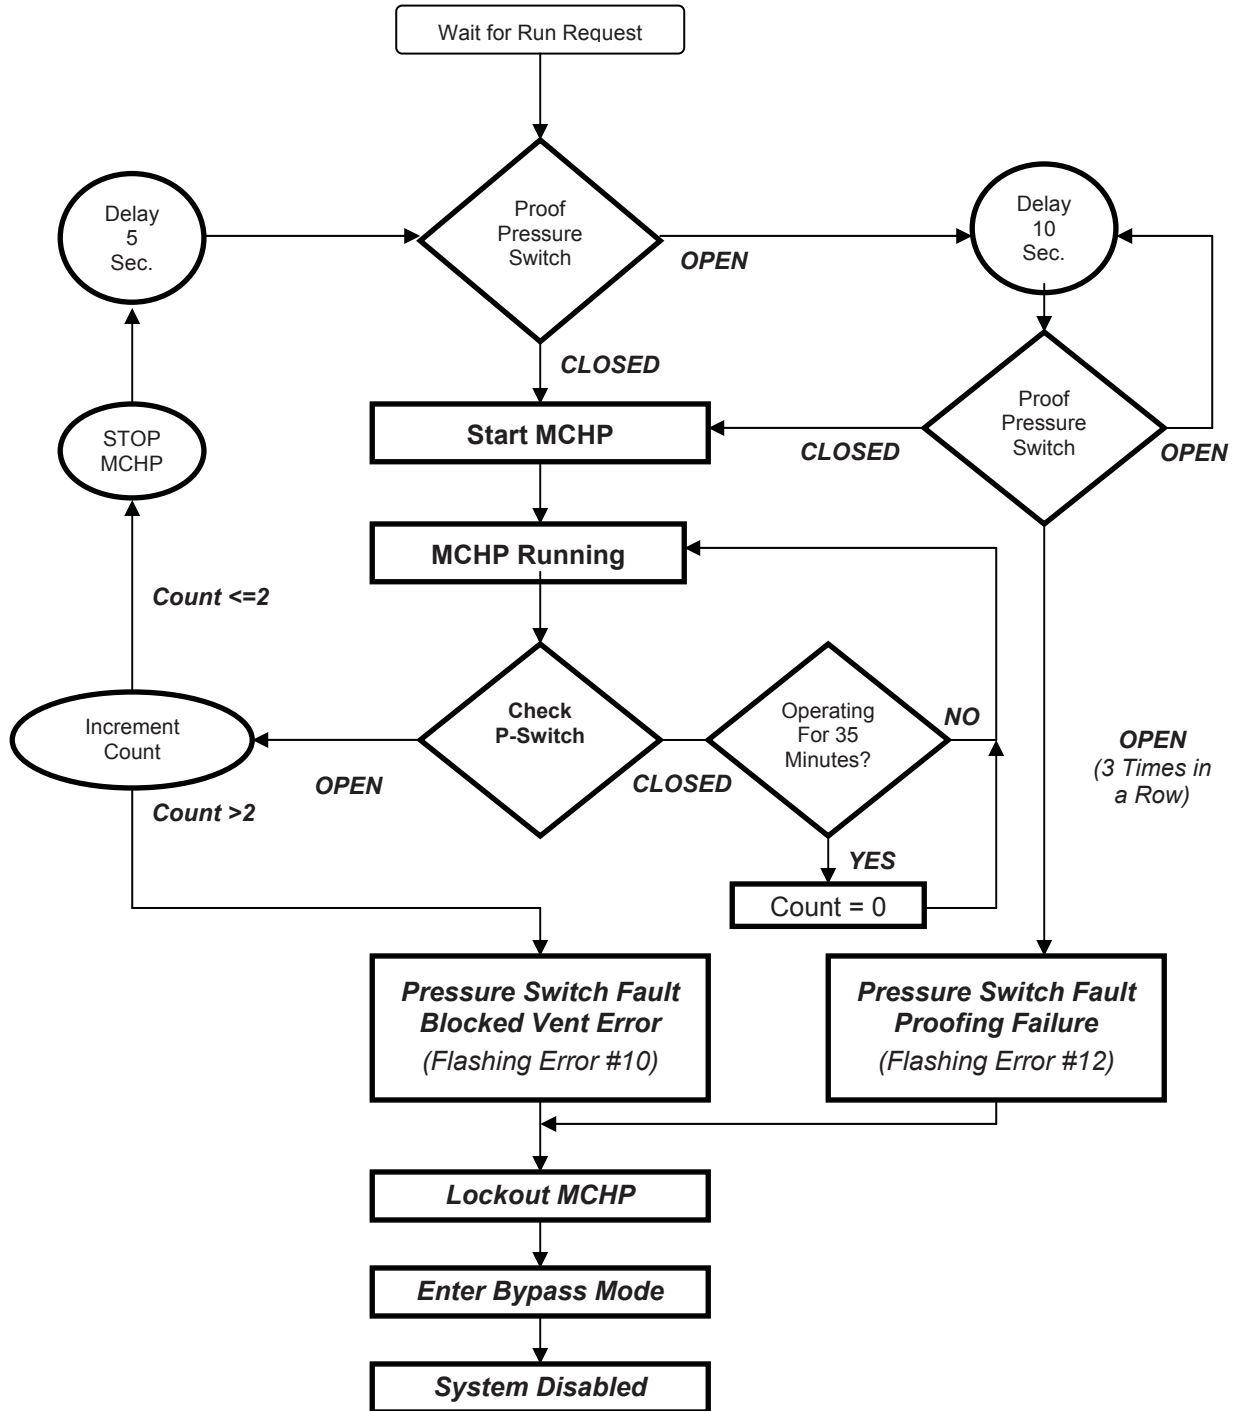 Wait for Run Request
Delay
5
Sec.
Proof
Pressure
Switch
OPEN
Delay
10
Sec.
CLOSED
STOP
MCHP
Start MCHP
CLOSED
Proof
Pressure
Switch
OPEN
MCHP Running
Count <=2
Increment
Count
Check
P-Switch
Operating
For 35
Minutes?
NO
OPEN
CLOSED
Count >2
YES
OPEN
(3 Times in
a Row)
Count = 0
Pressure Switch Fault
Blocked Vent Error
(Flashing Error #10)
Pressure Switch Fault
Proofing Failure
(Flashing Error #12)
Lockout MCHP
Enter Bypass Mode
System Disabled